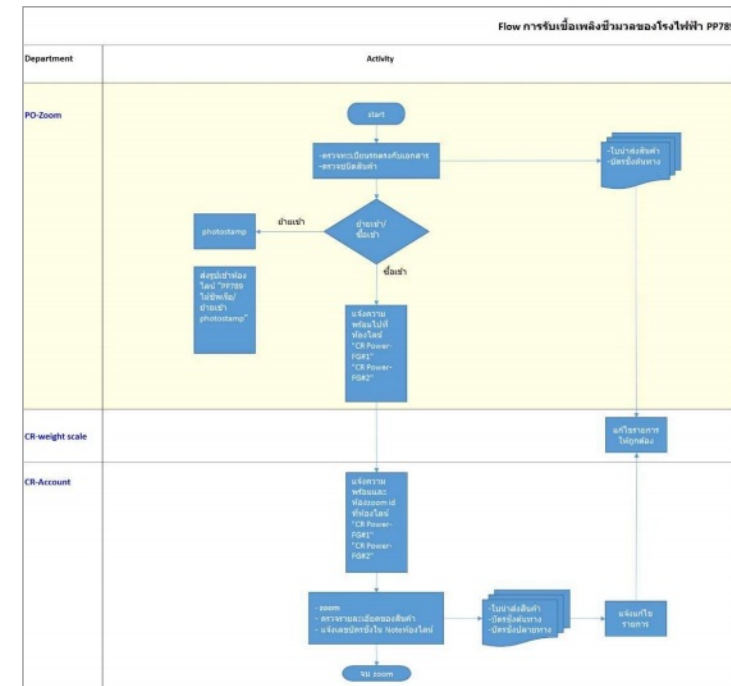 Flow การรับเชื้อเพลิงชีวมวลของโรงไฟฟ้า PP789
Department
Activity
PO-Zoom
start
-ตรวจทะเบียนรถตรงกับเอกสาร
-ตรวจชนิดสินค้า
-ใบนำส่งสินค้า
-บัตรชั่งต้นทาง
photostamp
ย้ายเข้า
ย้ายเข้า/
ซื้อเข้า
ซื้อเข้า
ส่งรูปเข้าห้อง
ไลน์ "PP789
ไม้ชิพเรือ/
ย้ายเข้า
photostamp"
แจ้งความ
พร้อมไปที่
ห้องไลน์
"CR Power-
FG#1"
"CR Power-
FG#2"
CR-weight scale
แก้ไขรายการ
ให้ถูกต้อง
CR-Account
แจ้งความ
พร้อมและ
ห้องzoom id
ที่ห้องไลน์
"CR Power-
FG#1"
"CR Power-
FG#2"
- zoom
- ตรวจรายละเอียดของสินค้า
- แจ้งเลขบัตรชั่งใน Noteห้องไลน์
-ใบนำส่งสินค้า
-บัตรชั่งต้นทาง
-บัตรชั่งปลายทาง
แจ้งแก้ไข
รายการ
จบ zoom